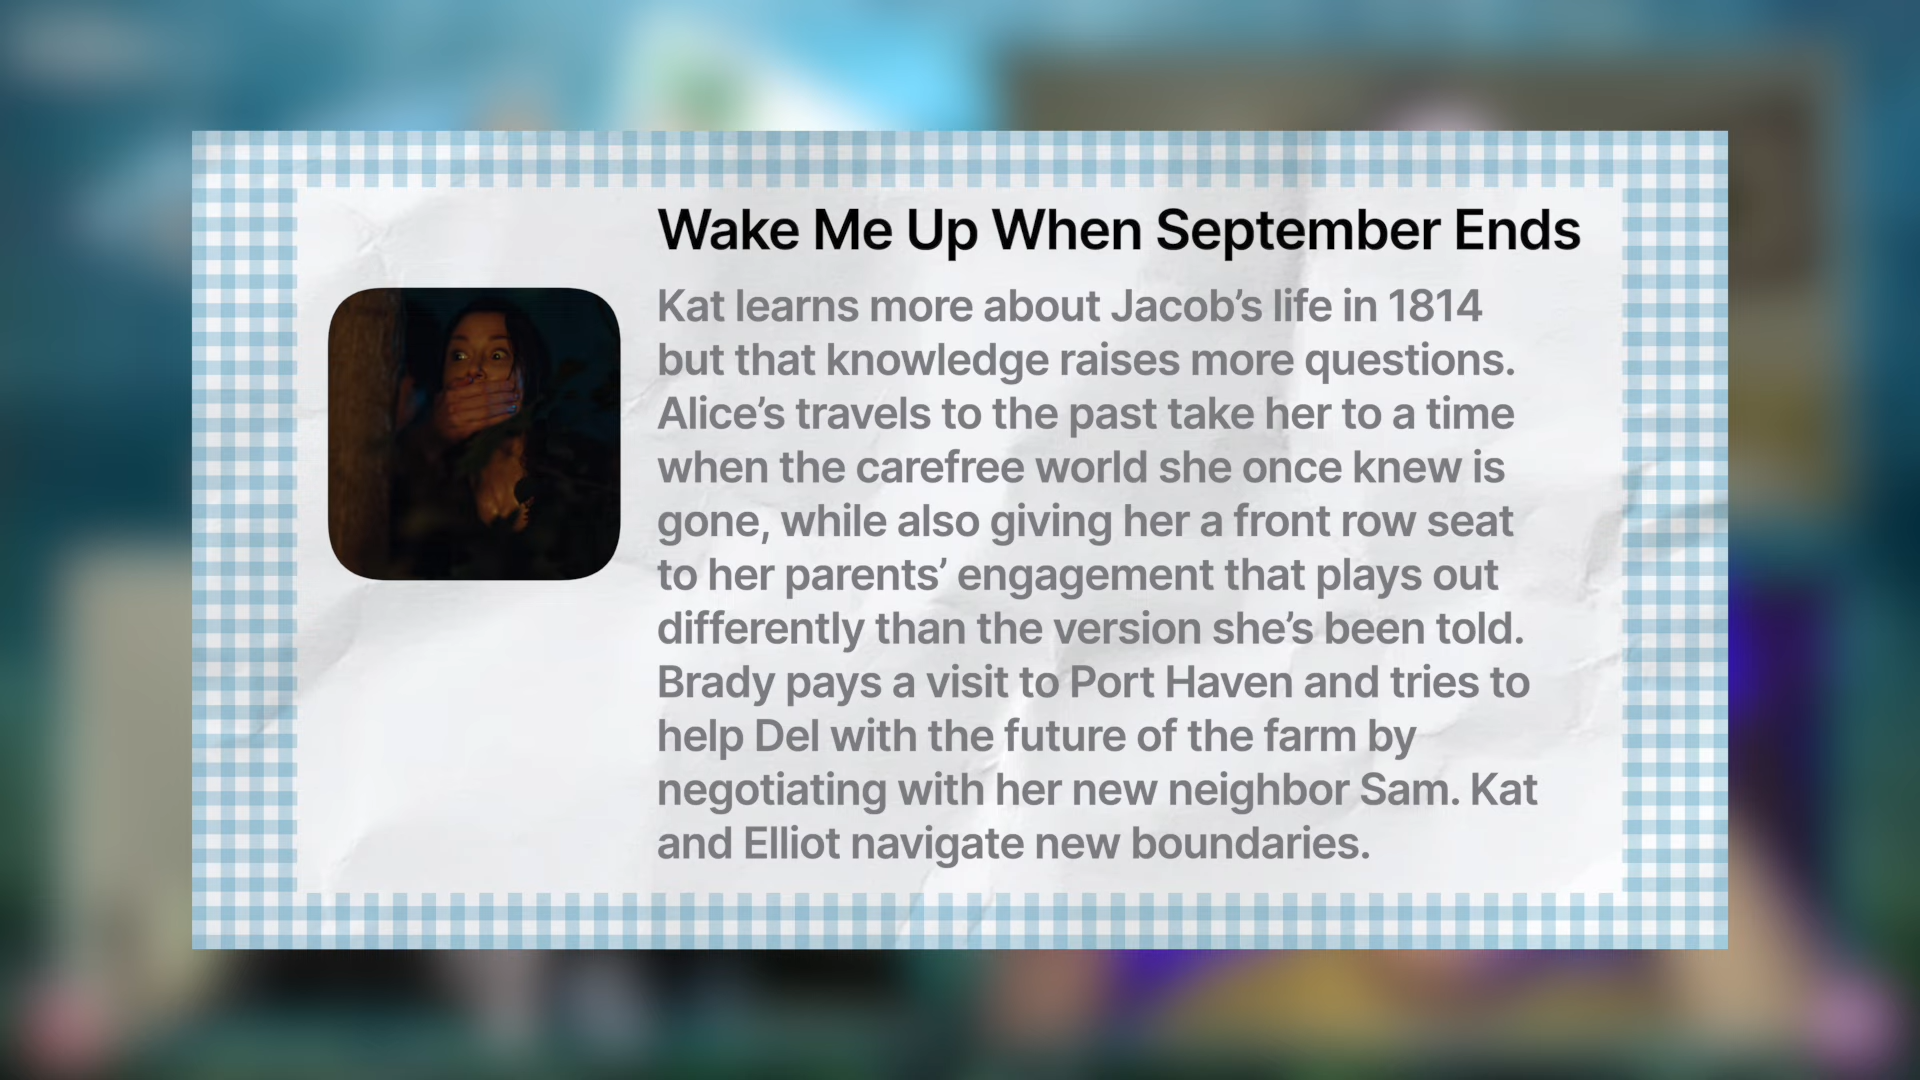 Wake Me Up When September Ends
Kat learns more about Jacob’s life in 1814
but that knowledge raises more questions.
Alice’s travels to the past take her to a time
when the carefree world she once knew is
gone, while also giving her a front row seat
to her parents’ engagement that plays out
differently than the version she’s been told.
Brady pays a visit to Port Haven and tries to
help Del with the future of the farm by
negotiating with her new neighbor Sam. Kat
and Elliot navigate new boundaries.